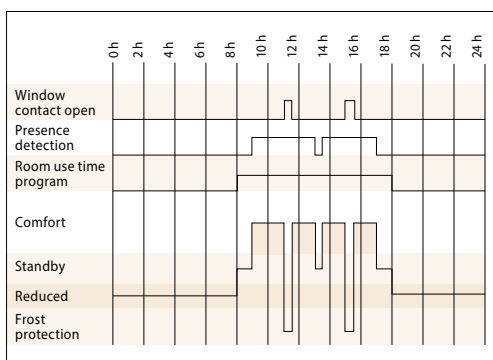 0 h 2 h 4 h 6 h 8 h 10 h 12 h 14 h 16 h 18 h 20 h 22 h 24 h
Window
contact open
Presence
detection
Room use time
program
Comfort
Standby
Reduced
Frost
protection